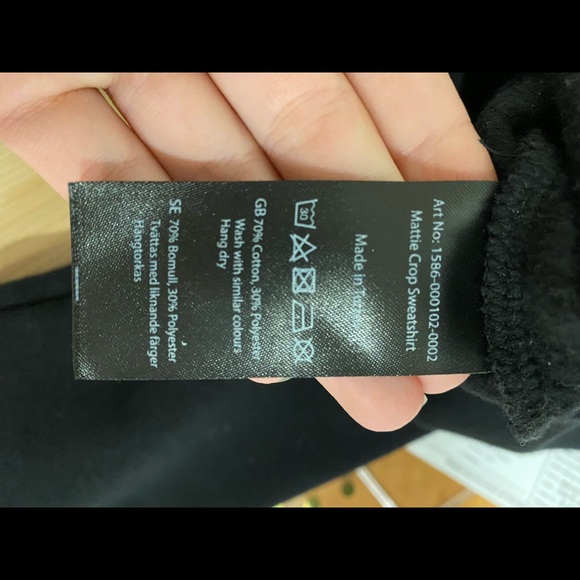 Art No: 1586-000102-0002
Mattie Crop Sweatshirt
Made in
30
GB 70% Cotton, 30% Polyester
Wash with similar colours
Hang dry
SE 70% Bomull, 30% Polyester
Tvättas med liknande färger
Hängtorkas